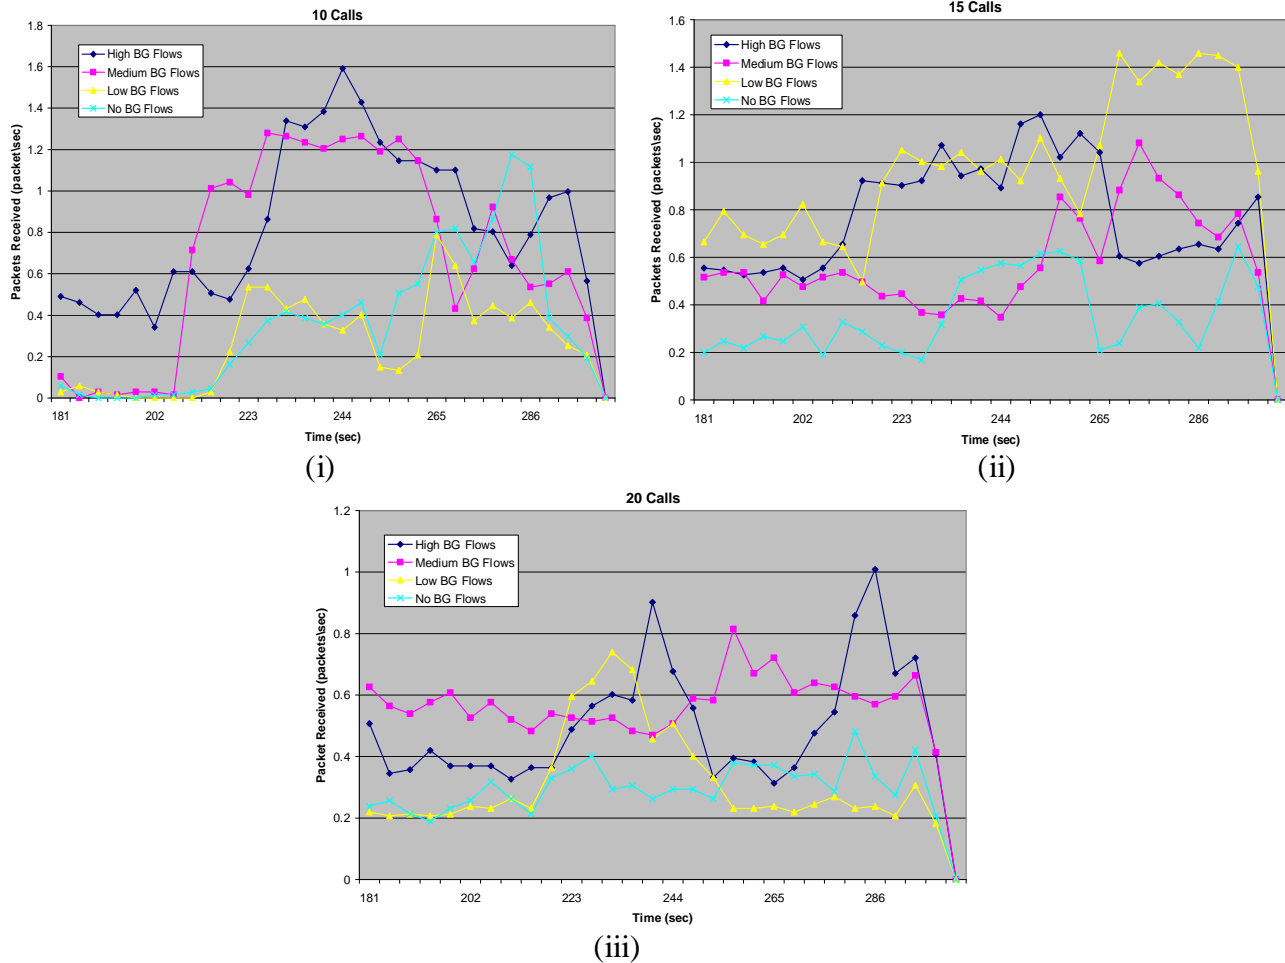 10 Calls
1.8
1.6
1.4
1.2
1
0.8
0.6
0.4
0.2
0
Packets Received (packet\sec)
High BG Flows
Medium BG Flows
Low BG Flows
No BG Flows
181 202 223 244 265 286
Time (sec)
(i)
15 Calls
1.6
1.4
1.2
1
0.8
0.6
0.4
0.2
0
Packets Received (packets\sec)
High BG Flows
Medium BG Flows
Low BG Flows
No BG Flows
181 202 223 244 265 286
Time (sec)
(ii)
20 Calls
1.2
1
0.8
0.6
0.4
0.2
0
Packet Received (packets\sec)
High BG Flows
Medium BG Flows
Low BG Flows
No BG Flows
181 202 223 244 265 286
Time (sec)
(iii)